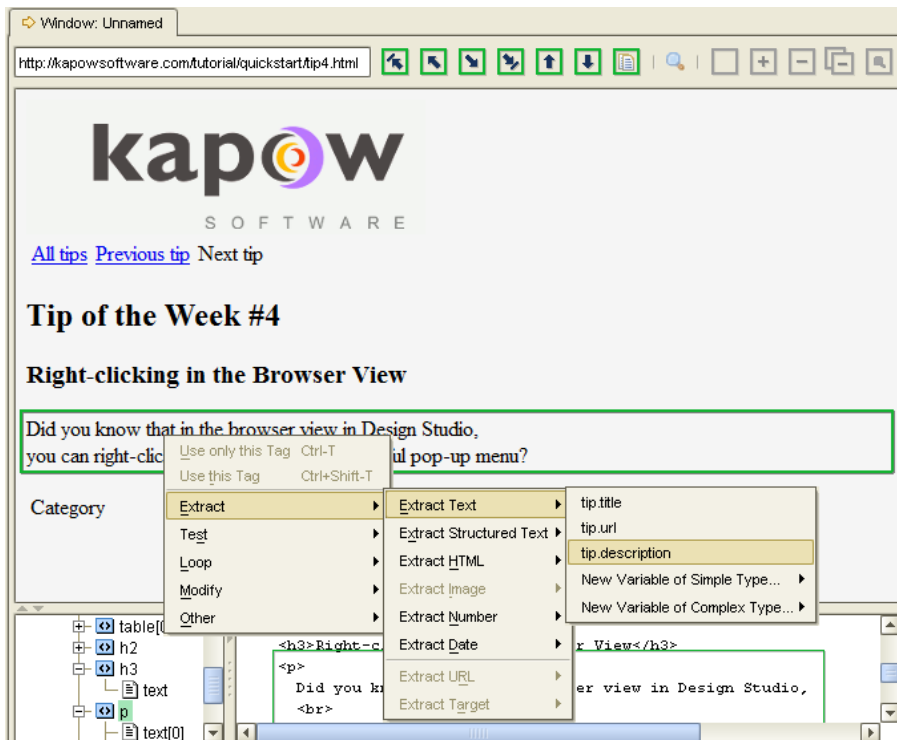 Window: Unnamed
http://kapowsoftware.com/tutorial/quickstart/tip4.html
kapow
SOFTWARE
All tips Previous tip Next tip
Tip of the Week #4
Right-clicking in the Browser View
Did you know that in the browser view in Design Studio,
you can right-clic
ful pop-up menu?
Category
Use only this Tag Ctrl-T
Use this Tag Ctrl+Shift-T
Extract
Test
Loop
Modify
Other
Extract Text
Extract Structured Text
Extract HTML
Extract Image
Extract Number
Extract Date
Extract URL
Extract Target
tip.title
tip.url
tip.description
New Variable of Simple Type...
New Variable of Complex Type...
table[0
h2
h3
text
p
text[0]
<h3>Right-c
r View</h3>
<p>
Did you k
er view in Design Studio,
<br>